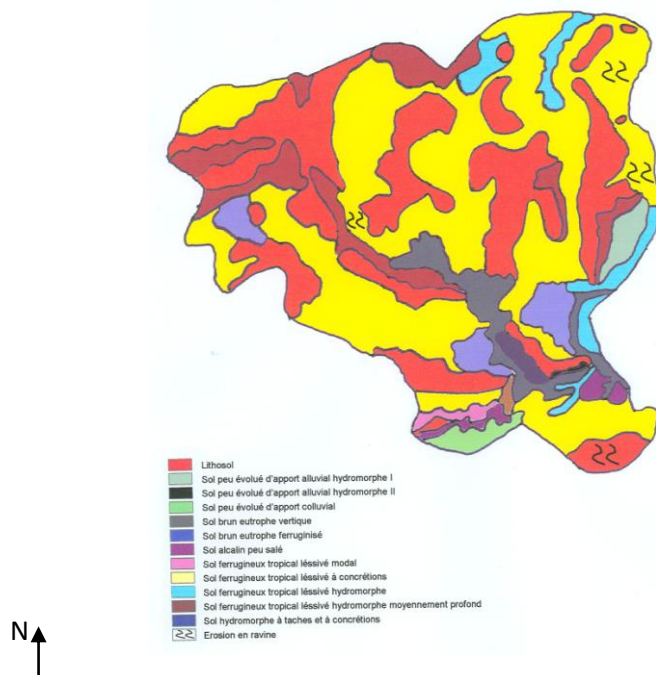 Lithosol
Sol peu évolué d'apport alluvial hydromorphe I
Sol peu évolué d'apport alluvial hydromorphe II
Sol peu évolué d'apport colluvial
Sol brun eutrophe vertique
Sol brun eutrophe ferruginisé
Sol alcalin peu salé
Sol ferrugineux tropical léssivé modal
Sol ferrugineux tropical léssivé à concrétions
Sol ferrugineux tropical léssivé hydromorphe
Sol ferrugineux tropical léssivé hydromorphe moyennement profond
Sol hydromorphe à taches et à concrétions
Erosion en ravine
N